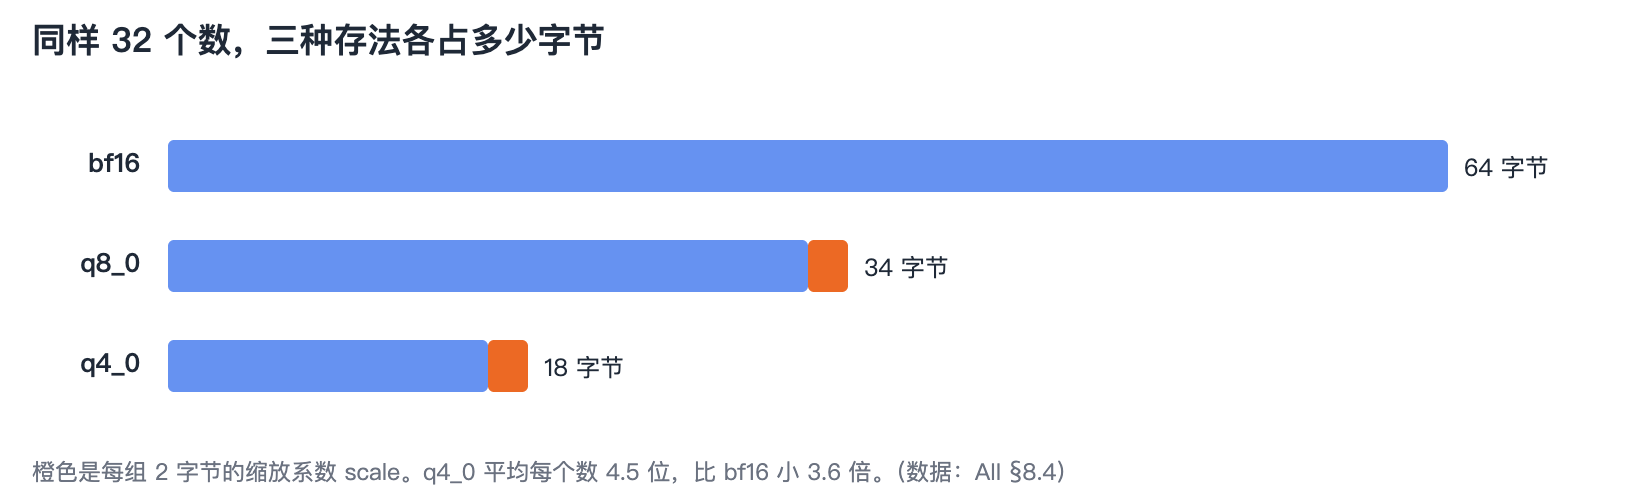 同样 32 个数，三种存法各占多少字节
bf16
64 字节
q8_0
34 字节
q4_0
18 字节
橙色是每组 2 字节的缩放系数 scale。q4_0 平均每个数 4.5 位，比 bf16 小 3.6 倍。（数据：All §8.4）